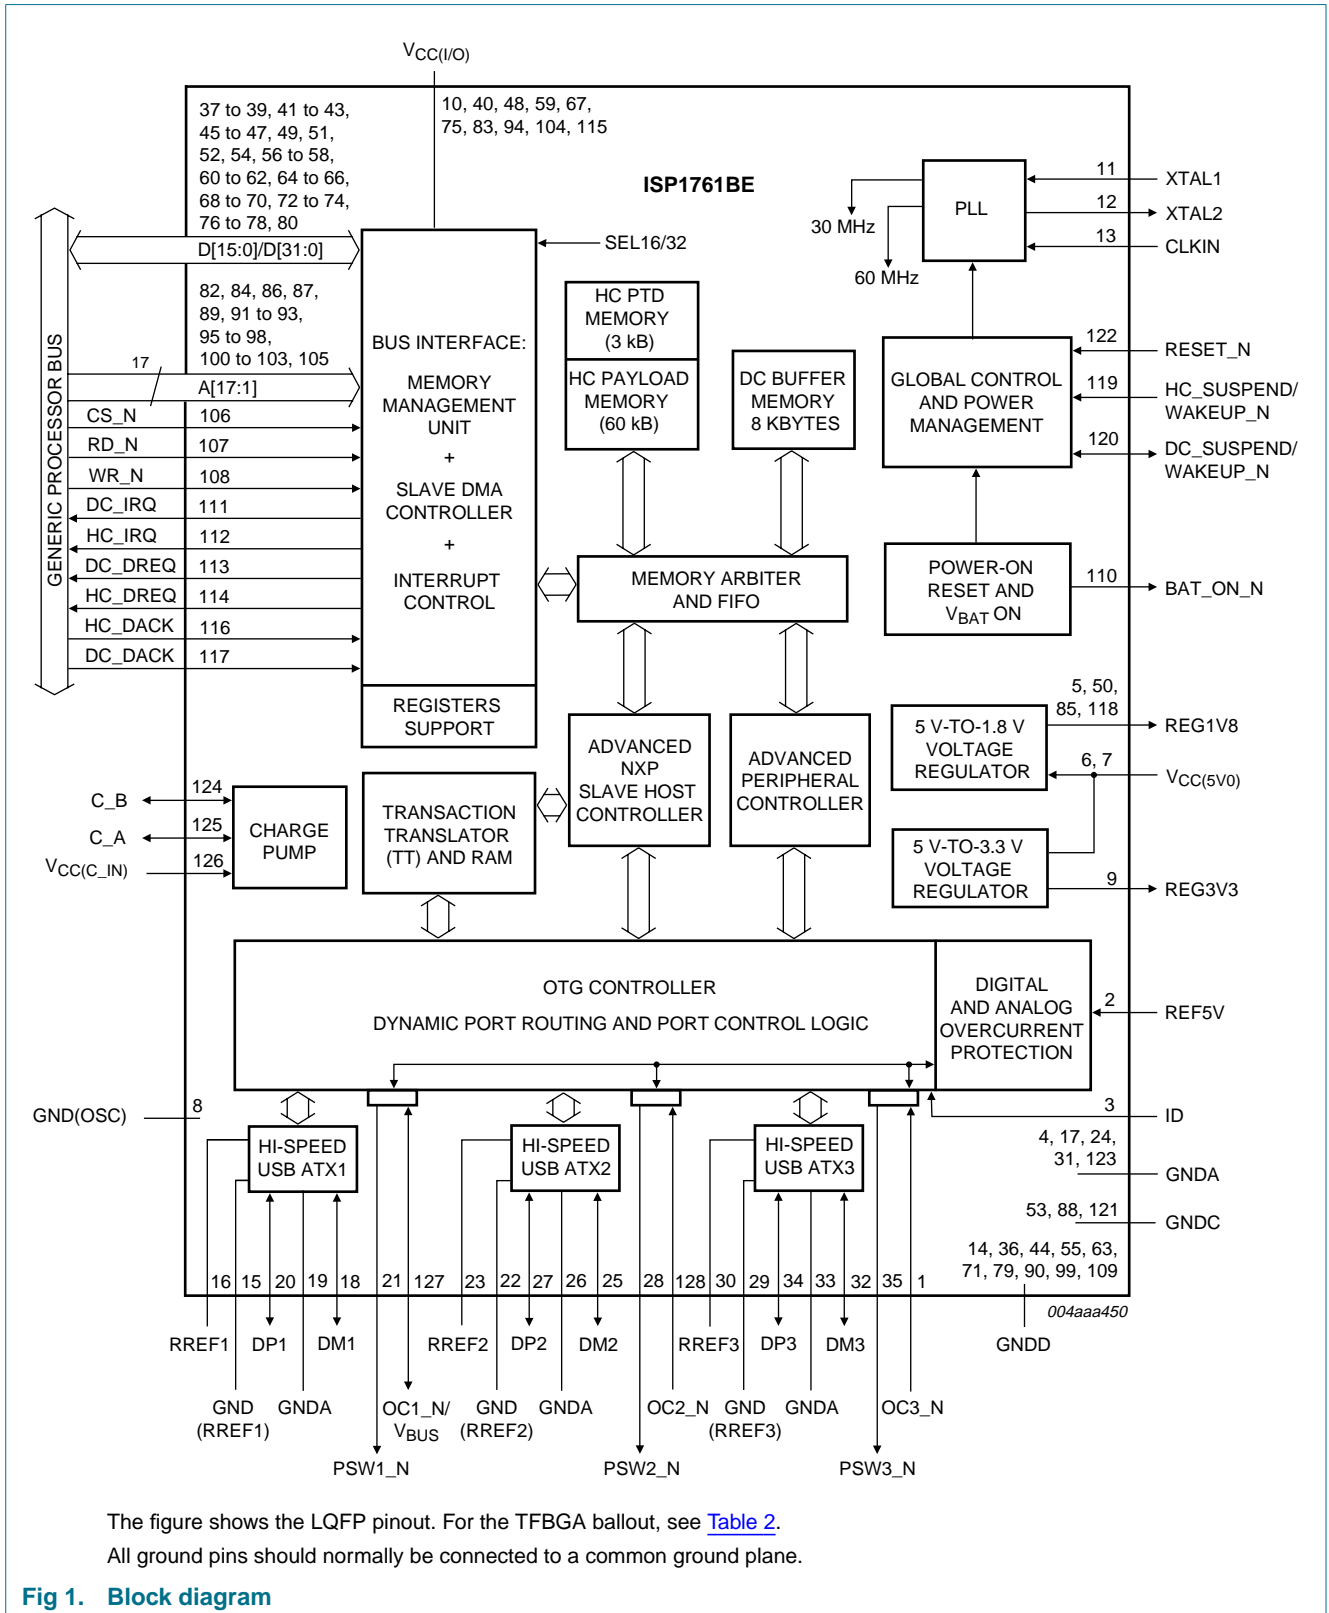 VCC(I/O)
37 to 39, 41 to 43,
45 to 47, 49, 51,
52, 54, 56 to 58,
60 to 62, 64 to 66,
68 to 70, 72 to 74,
76 to 78, 80
10, 40, 48, 59, 67,
75, 83, 94, 104, 115
ISP1761BE
D[15:0]/D[31:0]
SEL16/32
82, 84, 86, 87,
89, 91 to 93,
95 to 98,
100 to 103, 105
17
A[17:1]
GENERIC PROCESSOR BUS
CS_N 106
RD_N 107
WR_N 108
DC_IRQ 111
HC_IRQ 112
DC_DREQ 113
HC_DREQ 114
HC_DACK 116
DC_DACK 117
BUS INTERFACE:
MEMORY
MANAGEMENT
UNIT
+
SLAVE DMA
CONTROLLER
+
INTERRUPT
CONTROL
REGISTERS
SUPPORT
HC PTD
MEMORY
(3 kB)
HC PAYLOAD
MEMORY
(60 kB)
DC BUFFER
MEMORY
8 KBYTES
MEMORY ARBITER
AND FIFO
PLL
30 MHz
60 MHz
11 XTAL1
12 XTAL2
13 CLKIN
GLOBAL CONTROL
AND POWER
MANAGEMENT
122 RESET_N
119 HC_SUSPEND/
WAKEUP_N
120 DC_SUSPEND/
WAKEUP_N
POWER-ON
RESET AND
VBAT ON
110 BAT_ON_N
5 V-TO-1.8 V
VOLTAGE
REGULATOR
5, 50,
85, 118
REG1V8
6, 7
VCC(5V0)
5 V-TO-3.3 V
VOLTAGE
REGULATOR
9 REG3V3
ADVANCED
NXP
SLAVE HOST
CONTROLLER
ADVANCED
PERIPHERAL
CONTROLLER
TRANSACTION
TRANSLATOR
(TT) AND RAM
C_B 124
C_A 125
VCC(C_IN) 126
CHARGE
PUMP
OTG CONTROLLER
DYNAMIC PORT ROUTING AND PORT CONTROL LOGIC
DIGITAL
AND ANALOG
OVERCURRENT
PROTECTION
2 REF5V
GND(OSC) 8
3 ID
HI-SPEED
USB ATX1
HI-SPEED
USB ATX2
HI-SPEED
USB ATX3
4, 17, 24,
31, 123
GNDA
53, 88, 121
GNDC
14, 36, 44, 55, 63,
71, 79, 90, 99, 109
16 15 20 19 18 21 127 23 22 27 26 25 28 128 30 29 34 33 32 35 1
004aaa450
RREF1 DP1 DM1 RREF2 DP2 DM2 RREF3 DP3 DM3 GNDD
GND
(RREF1)
GNDA
OC1_N/
VBUS
GND
(RREF2)
GNDA
OC2_N
GND
(RREF3)
GNDA
OC3_N
PSW1_N PSW2_N PSW3_N
The figure shows the LQFP pinout. For the TFBGA ballout, see Table 2.
All ground pins should normally be connected to a common ground plane.
Fig 1. Block diagram